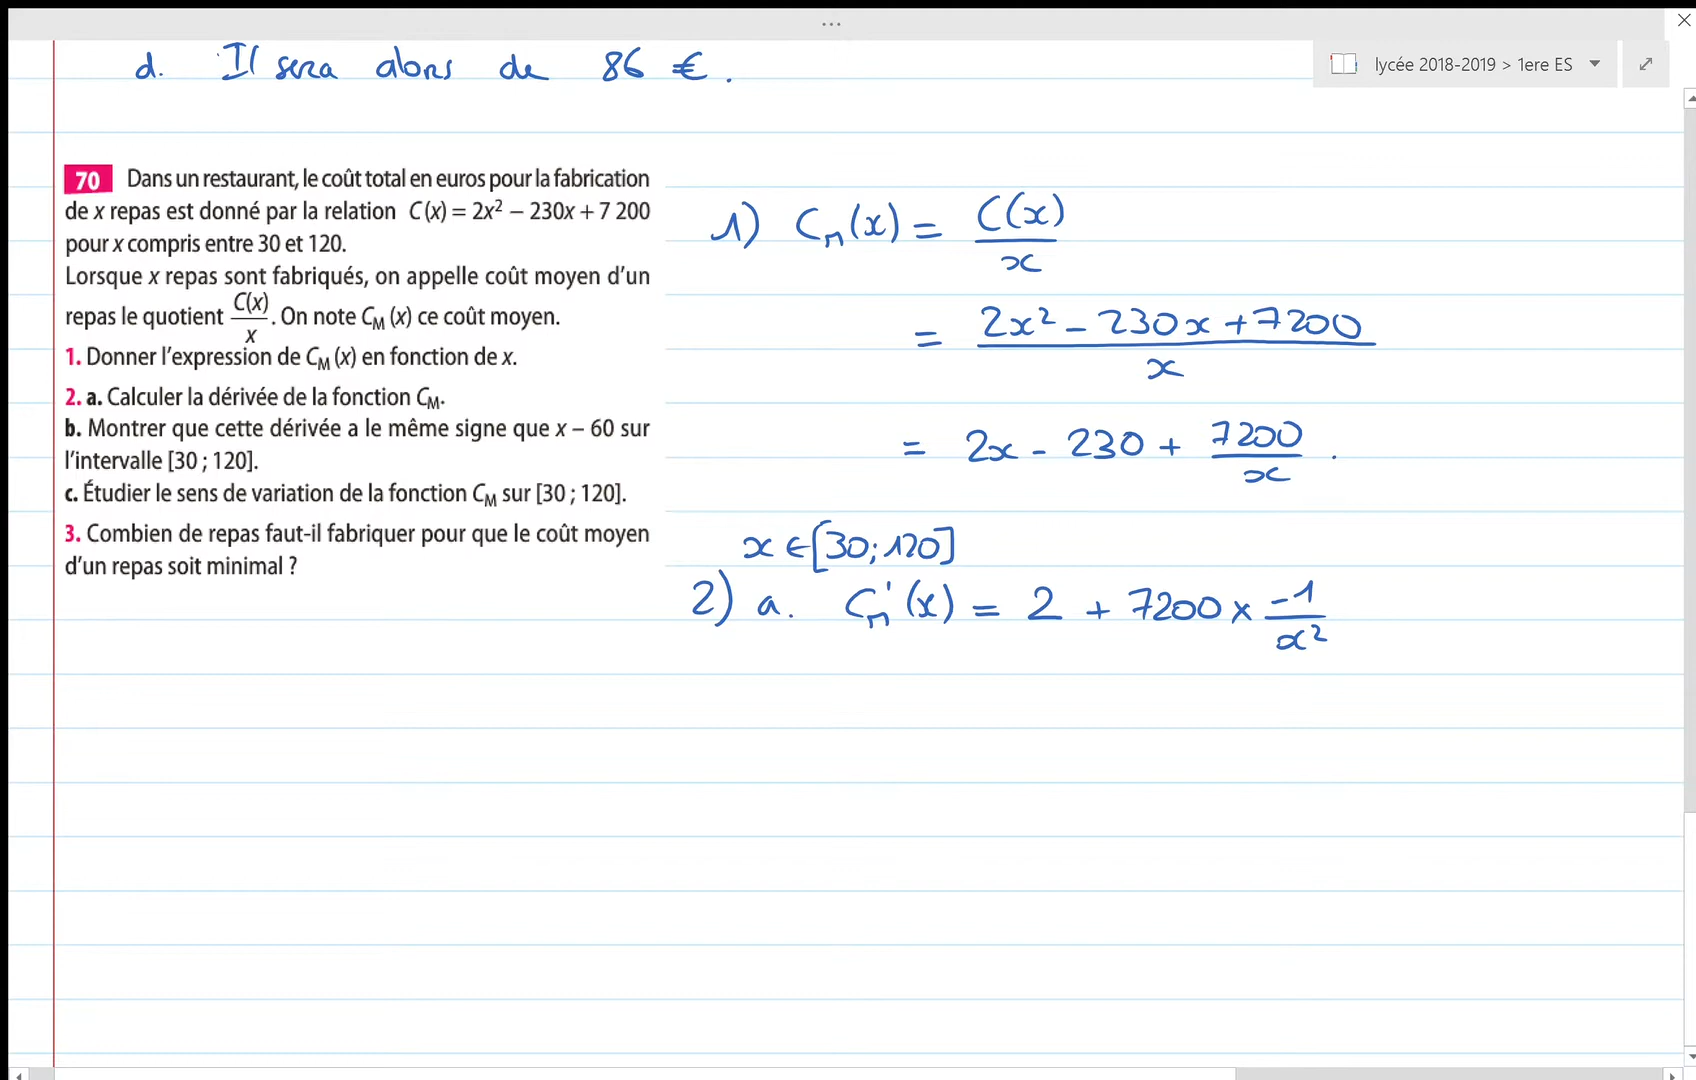 d. Il sera alors de 86 €.
lycée 2018-2019 > 1ere ES
70 Dans un restaurant, le coût total en euros pour la fabrication
de x repas est donné par la relation C(x) = 2x² – 230x + 7 200
pour x compris entre 30 et 120.
Lorsque x repas sont fabriqués, on appelle coût moyen d'un
repas le quotient C(x)/x. On note C_M (x) ce coût moyen.
1. Donner l'expression de C_M (x) en fonction de x.
2. a. Calculer la dérivée de la fonction C_M.
b. Montrer que cette dérivée a le même signe que x – 60 sur
l'intervalle [30 ; 120].
c. Étudier le sens de variation de la fonction C_M sur [30 ; 120].
3. Combien de repas faut-il fabriquer pour que le coût moyen
d'un repas soit minimal ?
1) C_M(x) = C(x)/x
= (2x² - 230x + 7200)/x
= 2x - 230 + 7200/x .
x ∈ [30; 120]
2) a. C_M'(x) = 2 + 7200 × -1/x²